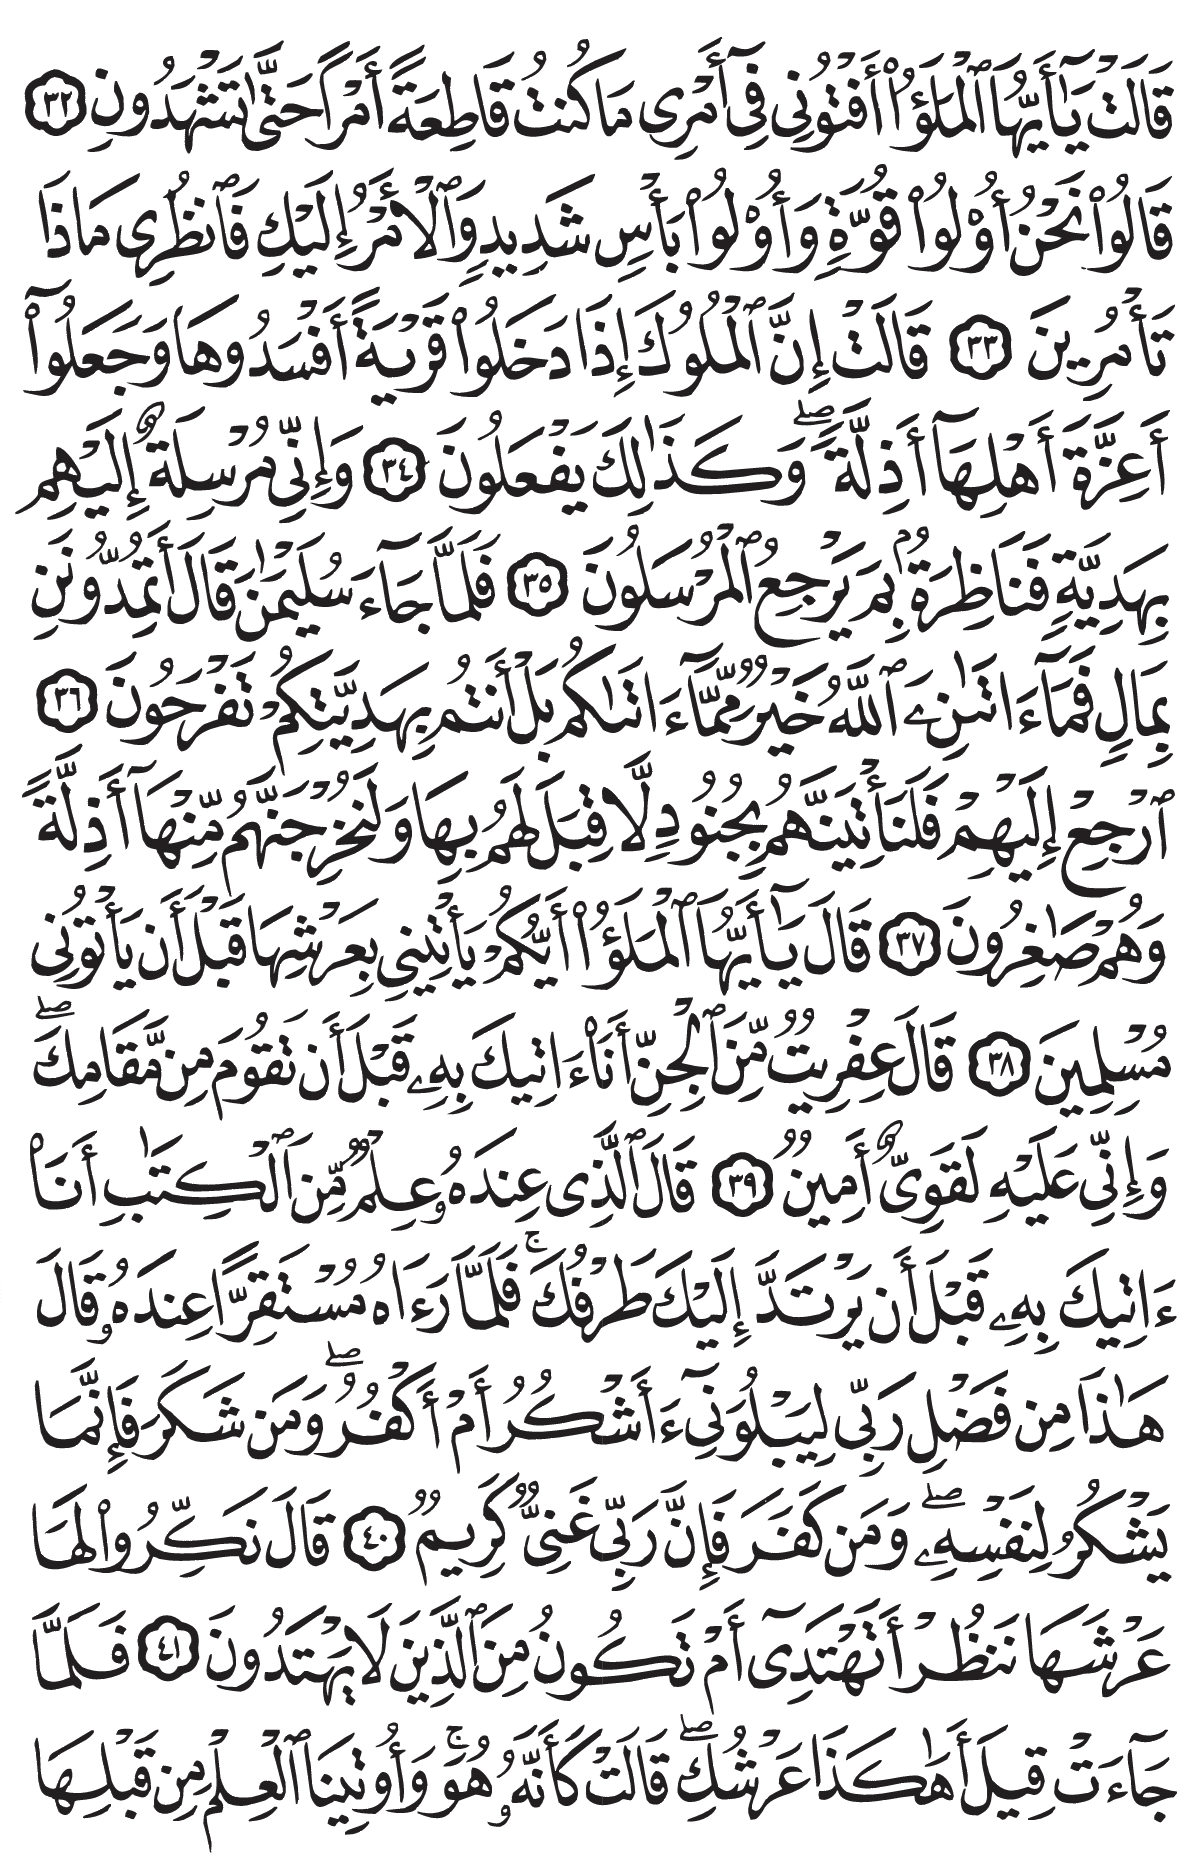 قَالَتْ يَـٰٓأَيُّهَا ٱلْمَلَؤُا۟ أَفْتُونِى فِىٓ أَمْرِى مَا كُنتُ قَاطِعَةً أَمْرًا حَتَّىٰ تَشْهَدُونِ ٣٢
قَالُوا۟ نَحْنُ أُو۟لُوا۟ قُوَّةٍ وَأُو۟لُوا۟ بَأْسٍ شَدِيدٍ وَٱلْأَمْرُ إِلَيْكِ فَٱنظُرِى مَاذَا
تَأْمُرِينَ ٣٣ قَالَتْ إِنَّ ٱلْمُلُوكَ إِذَا دَخَلُوا۟ قَرْيَةً أَفْسَدُوهَا وَجَعَلُوٓا۟
أَعِزَّةَ أَهْلِهَآ أَذِلَّةً ۖ وَكَذَٰلِكَ يَفْعَلُونَ ٣٤ وَإِنِّى مُرْسِلَةٌ إِلَيْهِم
بِهَدِيَّةٍ فَنَاظِرَةٌۢ بِمَ يَرْجِعُ ٱلْمُرْسَلُونَ ٣٥ فَلَمَّا جَآءَ سُلَيْمَـٰنَ قَالَ أَتُمِدُّونَنِ
بِمَالٍ فَمَآ ءَاتَىٰنِۦَ ٱللَّهُ خَيْرٌ مِّمَّآ ءَاتَىٰكُم بَلْ أَنتُم بِهَدِيَّتِكُمْ تَفْرَحُونَ ٣٦
ٱرْجِعْ إِلَيْهِمْ فَلَنَأْتِيَنَّهُم بِجُنُودٍ لَّا قِبَلَ لَهُم بِهَا وَلَنُخْرِجَنَّهُم مِّنْهَآ أَذِلَّةً
وَهُمْ صَـٰغِرُونَ ٣٧ قَالَ يَـٰٓأَيُّهَا ٱلْمَلَؤُا۟ أَيُّكُمْ يَأْتِينِى بِعَرْشِهَا قَبْلَ أَن يَأْتُونِى
مُسْلِمِينَ ٣٨ قَالَ عِفْرِيتٌ مِّنَ ٱلْجِنِّ أَنَا۠ ءَاتِيكَ بِهِۦ قَبْلَ أَن تَقُومَ مِن مَّقَامِكَ ۖ
وَإِنِّى عَلَيْهِ لَقَوِىٌّ أَمِينٌ ٣٩ قَالَ ٱلَّذِى عِندَهُۥ عِلْمٌ مِّنَ ٱلْكِتَـٰبِ أَنَا۠
ءَاتِيكَ بِهِۦ قَبْلَ أَن يَرْتَدَّ إِلَيْكَ طَرْفُكَ ۚ فَلَمَّا رَءَاهُ مُسْتَقِرًّا عِندَهُۥ قَالَ
هَـٰذَا مِن فَضْلِ رَبِّى لِيَبْلُوَنِىٓ ءَأَشْكُرُ أَمْ أَكْفُرُ ۖ وَمَن شَكَرَ فَإِنَّمَا
يَشْكُرُ لِنَفْسِهِۦ ۖ وَمَن كَفَرَ فَإِنَّ رَبِّى غَنِىٌّ كَرِيمٌ ٤٠ قَالَ نَكِّرُوا۟ لَهَا
عَرْشَهَا نَنظُرْ أَتَهْتَدِىٓ أَمْ تَكُونُ مِنَ ٱلَّذِينَ لَا يَهْتَدُونَ ٤١ فَلَمَّا
جَآءَتْ قِيلَ أَهَـٰكَذَا عَرْشُكِ ۖ قَالَتْ كَأَنَّهُۥ هُوَ ۚ وَأُوتِينَا ٱلْعِلْمَ مِن قَبْلِهَا